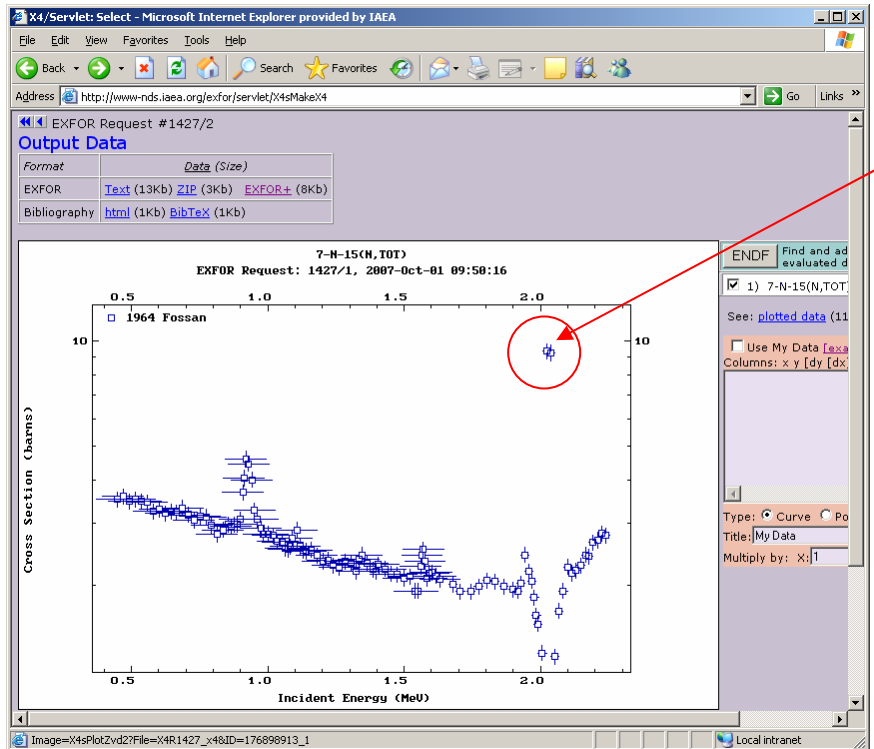 X4/Servlet: Select - Microsoft Internet Explorer provided by IAEA
File Edit View Favorites Tools Help
Back Search Favorites
Address http://www-nds.iaea.org/exfor/servlet/X4sMakeX4 Go Links »
EXFOR Request #1427/2
Output Data
Format Data (Size)
EXFOR Text (13Kb) ZIP (3Kb) EXFOR+ (8Kb)
Bibliography html (1Kb) BibTeX (1Kb)
7-N-15(N,TOT)
EXFOR Request: 1427/1, 2007-Oct-01 09:50:16
0.5 1.0 1.5 2.0
1964 Fossan
10 10
Cross Section (barns)
0.5 1.0 1.5 2.0
Incident Energy (MeV)
ENDF Find and ad
evaluated d
1) 7-N-15(N,TOT)
See: plotted data (11
Use My Data [exa
Columns: x y [dy [dx]
Type: Curve Po
Title: My Data
Multiply by: X: 1
Image=X4sPlotZvd2?File=X4R1427_x4&ID=176898913_1 Local intranet